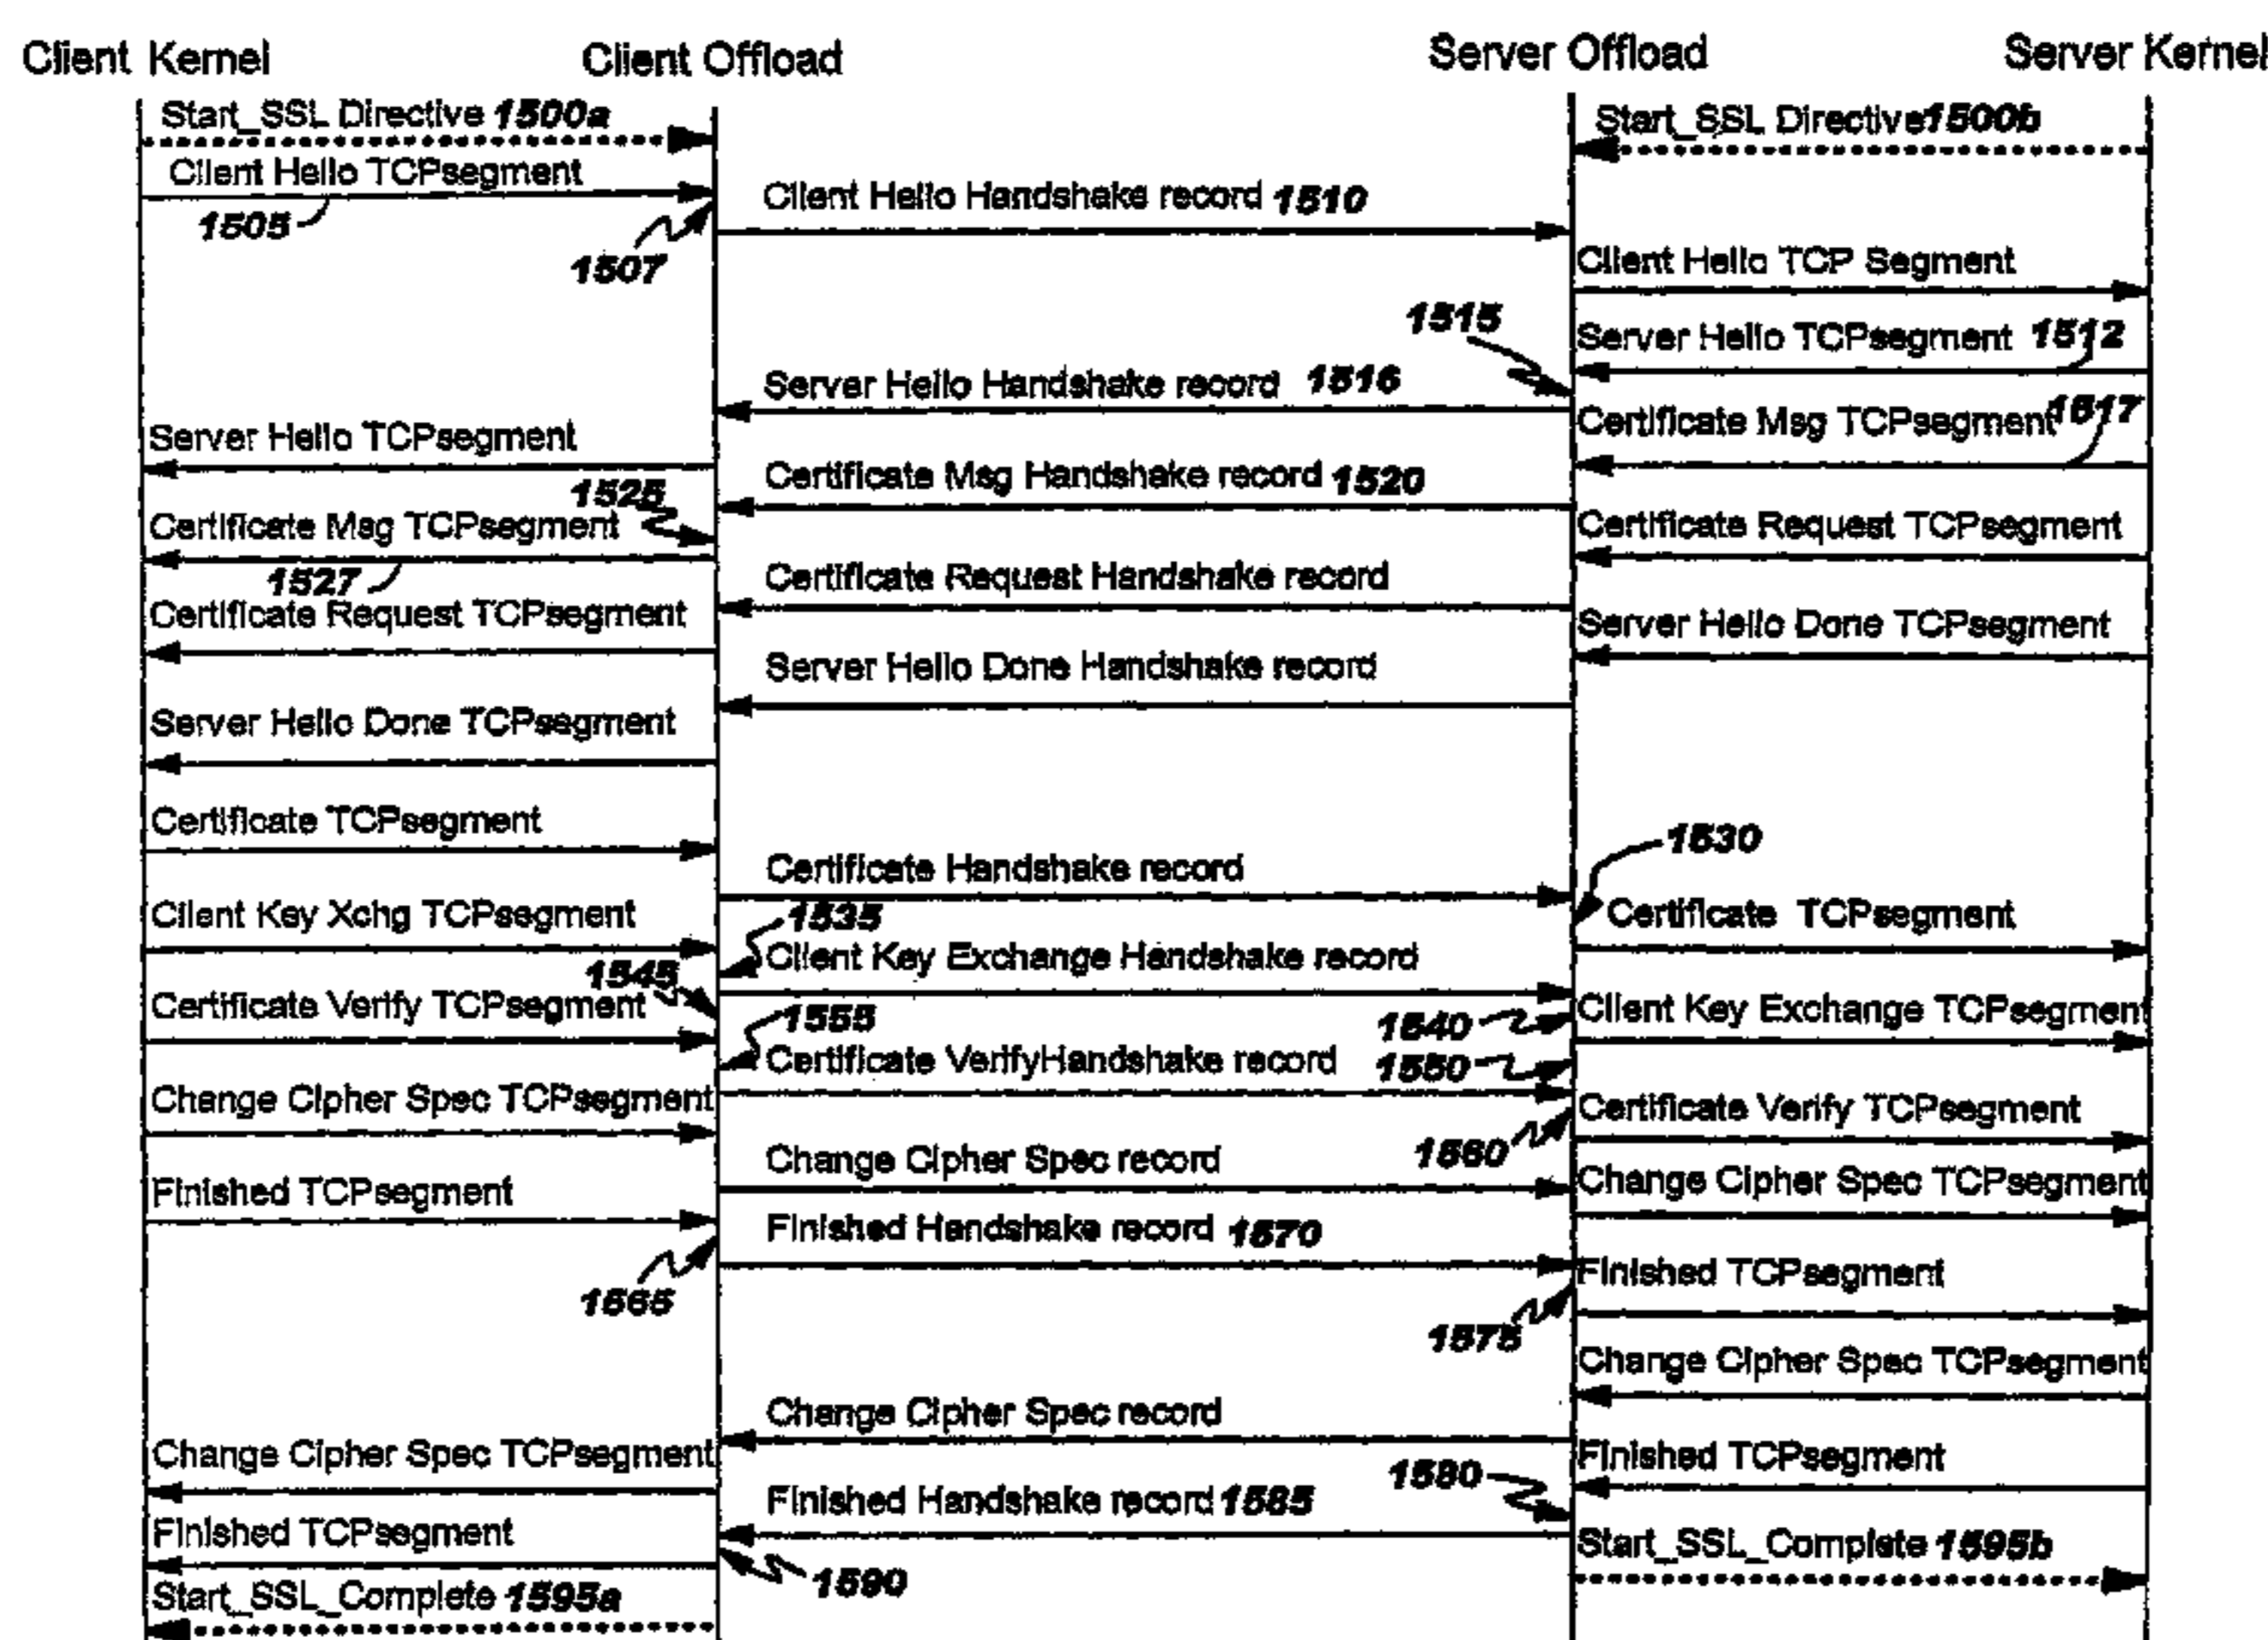 Client Kernel Client Offload Server Offload Server Kernel
Start_SSL Directive 1500a
Start_SSL Directive 1500b
Client Hello TCPsegment
1505
1507
Client Hello Handshake record 1510
Client Hello TCP Segment
1515
Server Hello TCPsegment 1512
Server Hello Handshake record 1516
Certificate Msg TCPsegment 1517
Server Hello TCPsegment
Certificate Msg Handshake record 1520
1525
Certificate Msg TCPsegment
Certificate Request TCPsegment
1527
Certificate Request Handshake record
Certificate Request TCPsegment
Server Hello Done TCPsegment
Server Hello Done Handshake record
Server Hello Done TCPsegment
Certificate TCPsegment
1530
Certificate Handshake record
Client Key Xchg TCPsegment
1535
Certificate TCPsegment
Client Key Exchange Handshake record
1545
Certificate Verify TCPsegment
1555
1540
Client Key Exchange TCPsegment
Certificate VerifyHandshake record
1550
Change Cipher Spec TCPsegment
Certificate Verify TCPsegment
1560
Change Cipher Spec record
Change Cipher Spec TCPsegment
Finished TCPsegment
Finished Handshake record 1570
Finished TCPsegment
1565
1575
Change Cipher Spec TCPsegment
Change Cipher Spec record
Change Cipher Spec TCPsegment
Finished TCPsegment
1580
Finished Handshake record 1585
Finished TCPsegment
Start_SSL_Complete 1595b
1590
Start_SSL_Complete 1595a